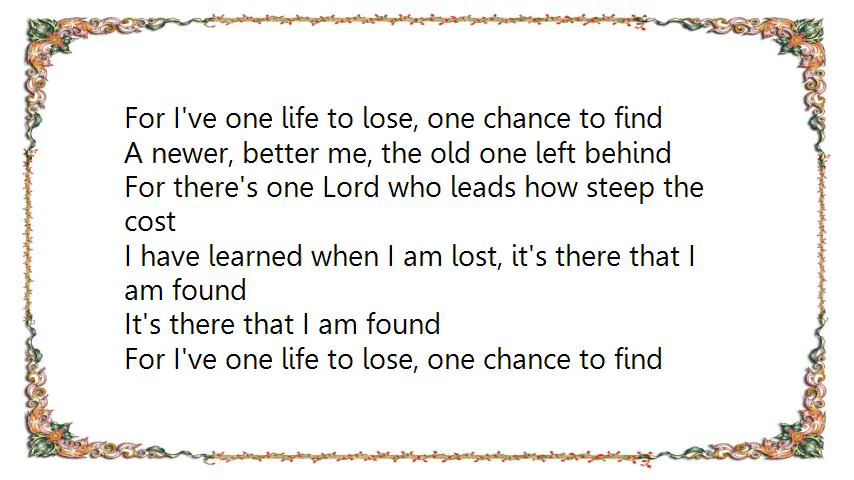 For I've one life to lose, one chance to find
A newer, better me, the old one left behind
For there's one Lord who leads how steep the
cost
I have learned when I am lost, it's there that I
am found
It's there that I am found
For I've one life to lose, one chance to find